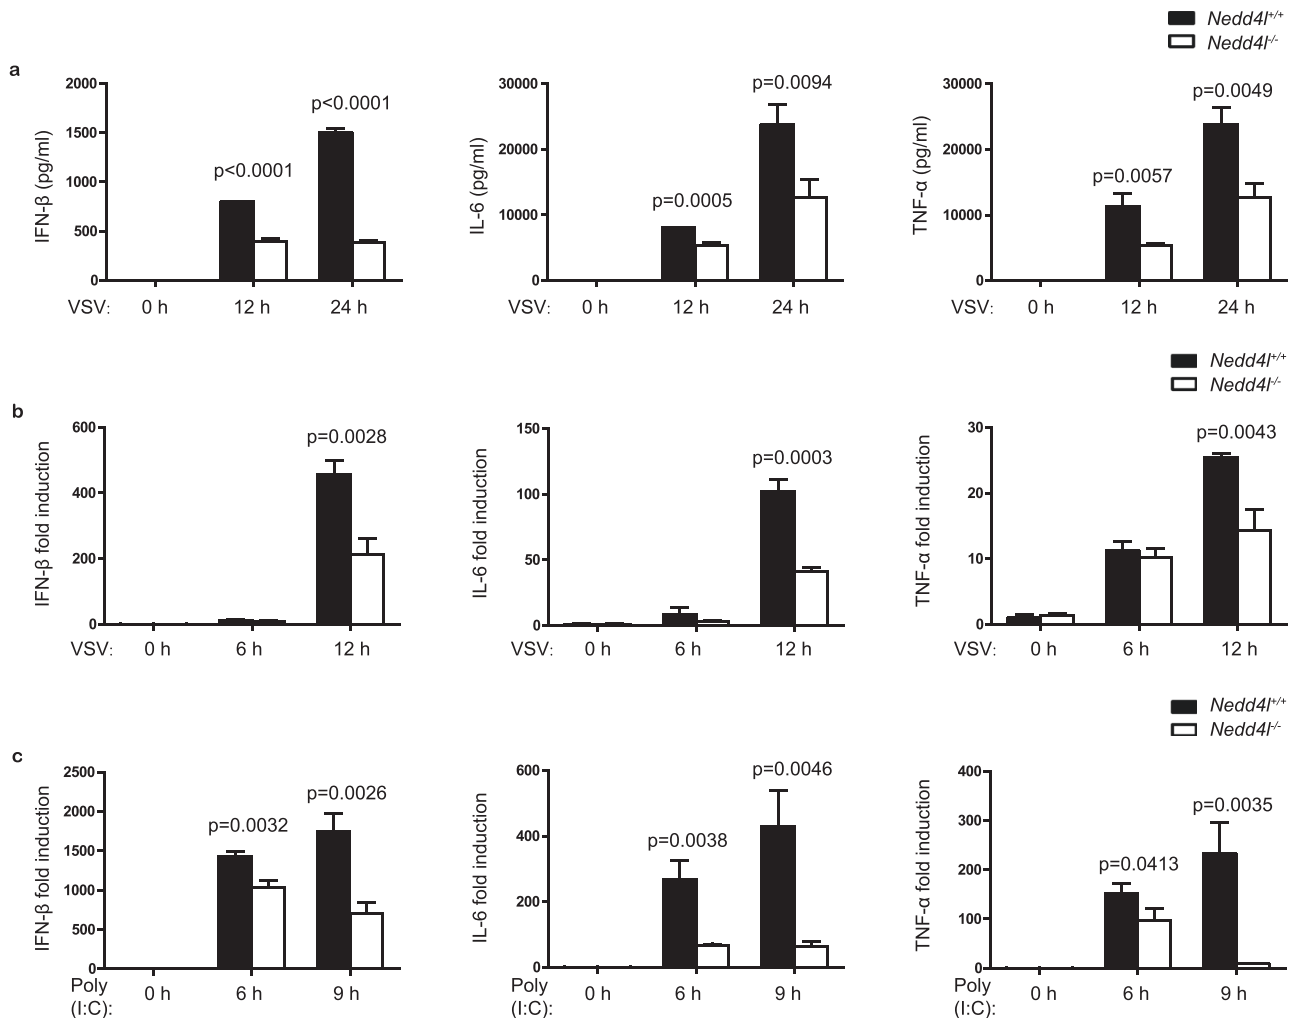 Nedd4l+/+
Nedd4l-/-
a
IFN-β (pg/ml)
2000
1500
1000
500
0
p<0.0001
p<0.0001
VSV: 0 h 12 h 24 h
IL-6 (pg/ml)
30000
20000
10000
0
p=0.0005
p=0.0094
VSV: 0 h 12 h 24 h
TNF-α (pg/ml)
30000
20000
10000
0
p=0.0057
p=0.0049
VSV: 0 h 12 h 24 h
Nedd4l+/+
Nedd4l-/-
b
IFN-β fold induction
600
400
200
0
p=0.0028
VSV: 0 h 6 h 12 h
IL-6 fold induction
150
100
50
0
p=0.0003
VSV: 0 h 6 h 12 h
TNF-α fold induction
30
20
10
0
p=0.0043
VSV: 0 h 6 h 12 h
Nedd4l+/+
Nedd4l-/-
c
IFN-β fold induction
2500
2000
1500
1000
500
0
p=0.0032
p=0.0026
Poly
(I:C): 0 h 6 h 9 h
IL-6 fold induction
600
400
200
0
p=0.0038
p=0.0046
Poly
(I:C): 0 h 6 h 9 h
TNF-α fold induction
400
300
200
100
0
p=0.0413
p=0.0035
Poly
(I:C): 0 h 6 h 9 h